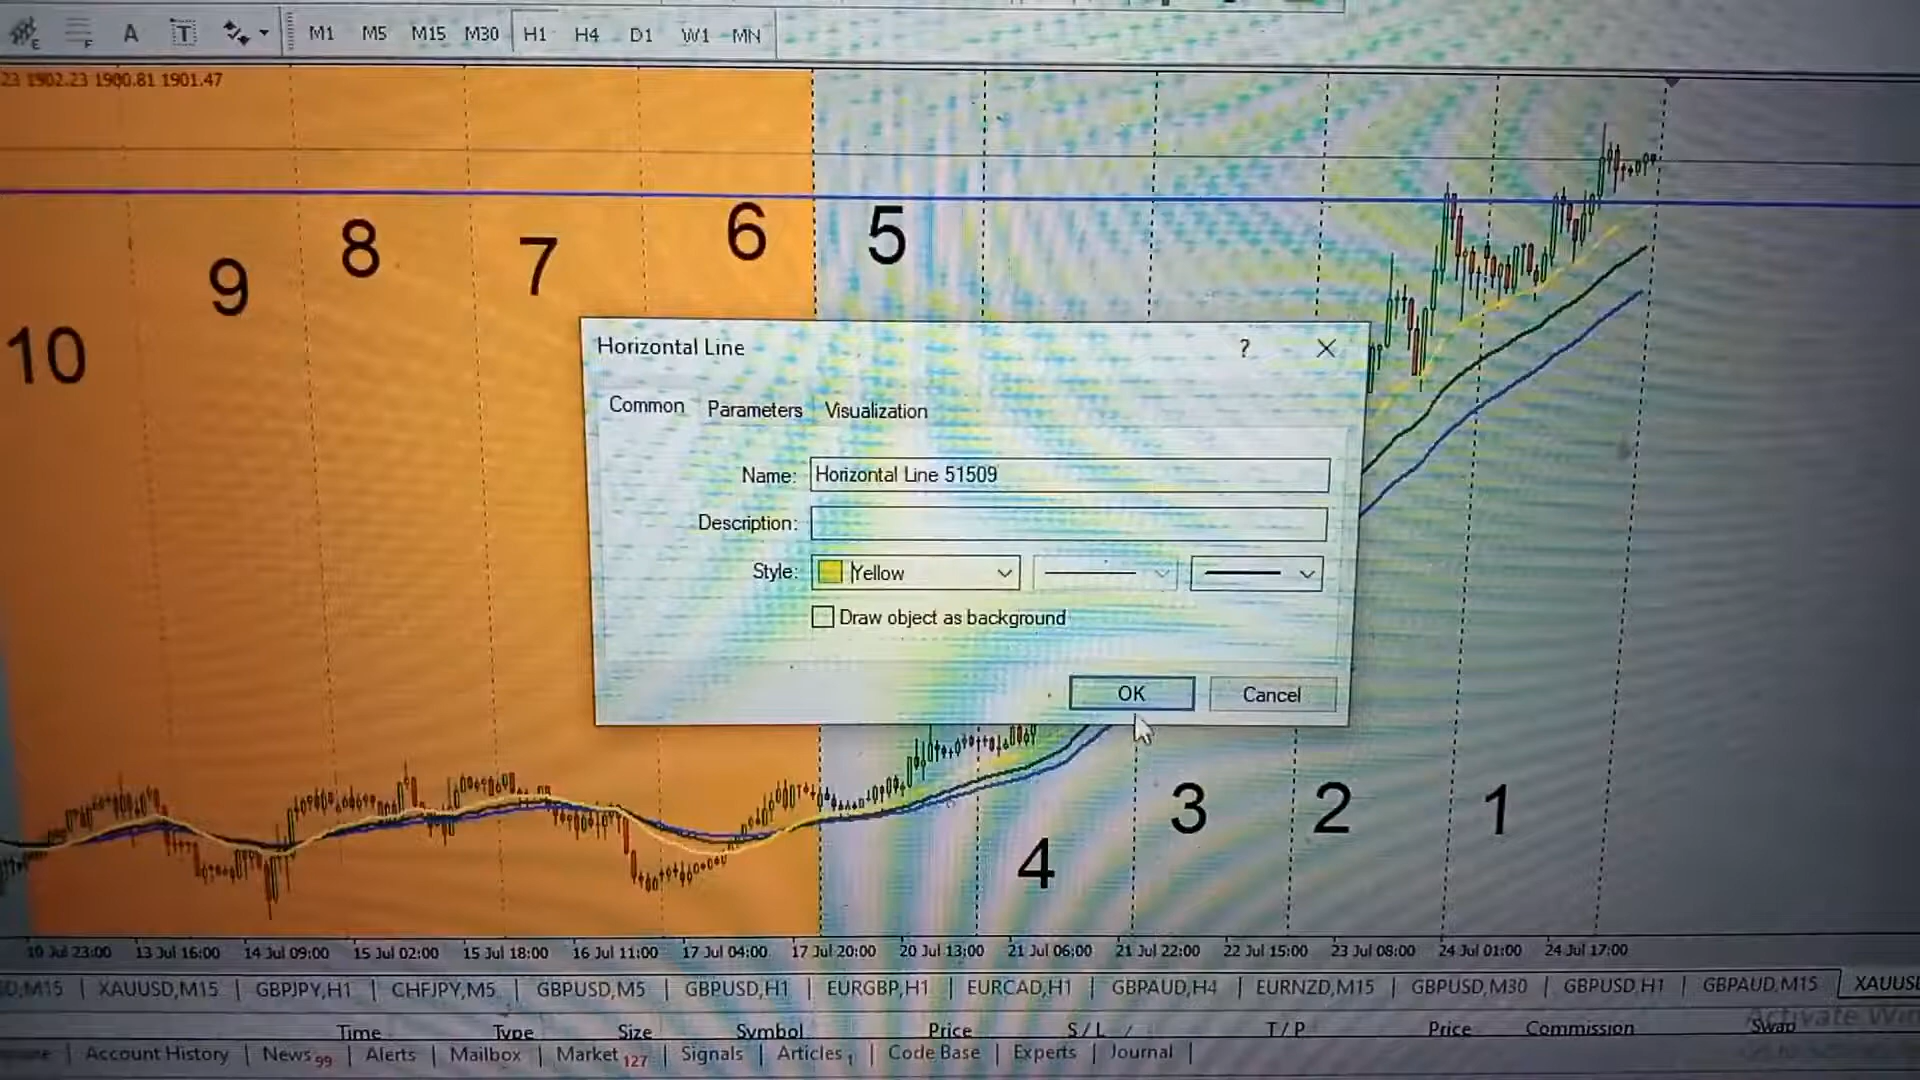 E F A T M1 M5 M15 M30 H1 H4 D1 W1 MN
23 1902.23 1900.81 1901.47
10 9 8 7 6 5
Horizontal Line ?
Common Parameters Visualization
Name: Horizontal Line 51509
Description:
Style: Yellow
Draw object as background
OK Cancel
4 3 2 1
10 Jul 23:00 13 Jul 16:00 14 Jul 09:00 15 Jul 02:00 15 Jul 18:00 16 Jul 11:00 17 Jul 04:00 17 Jul 20:00 20 Jul 13:00 21 Jul 06:00 21 Jul 22:00 22 Jul 15:00 23 Jul 08:00 24 Jul 01:00 24 Jul 17:00
D,M15 | XAUUSD,M15 | GBPJPY,H1 | CHFJPY,M5 | GBPUSD,M5 | GBPUSD,H1 | EURGBP,H1 | EURCAD,H1 | GBPAUD,H4 | EURNZD,M15 | GBPUSD,M30 | GBPUSD,H1 | GBPAUD,M15 XAUUS
Activate Win
Time Type Size Symbol Price S / L / T / P Price Commission Swap
Account History | News 99 | Alerts | Mailbox | Market 127 | Signals | Articles 1 | Code Base | Experts | Journal |